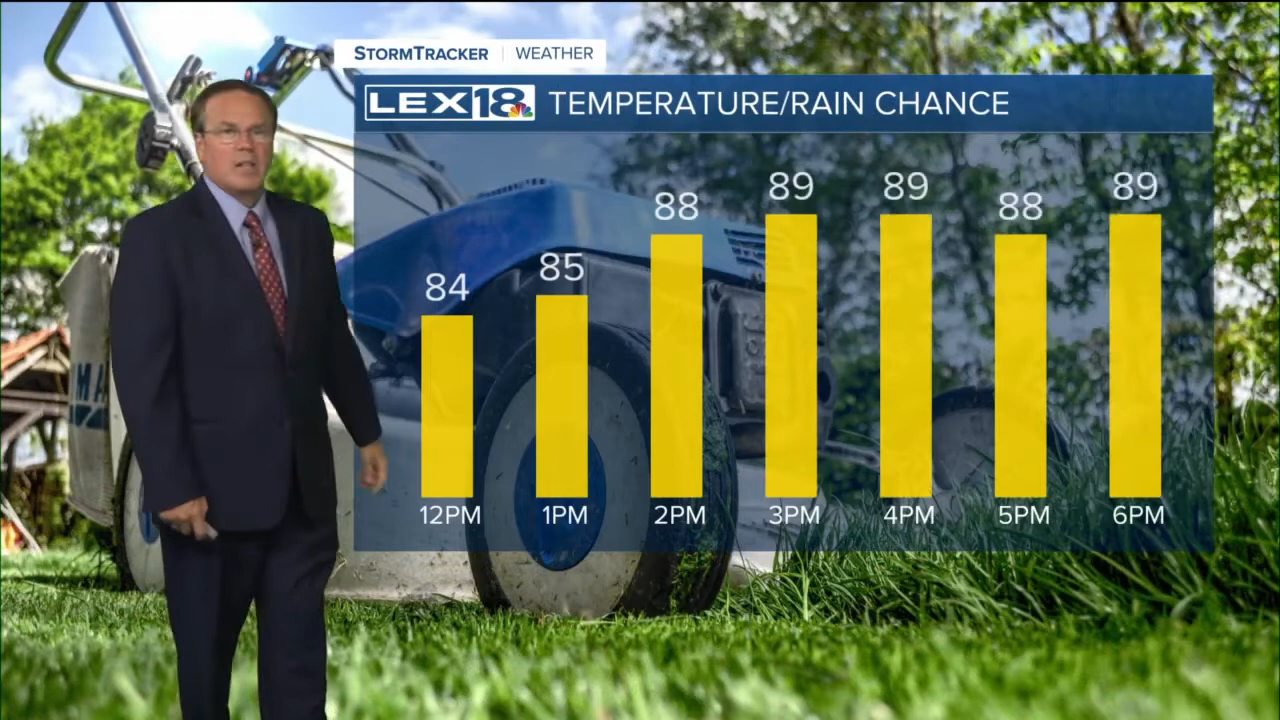 STORMTRACKER | WEATHER
LEX18 TEMPERATURE/RAIN CHANCE
84 85 88 89 89 88 89
12PM 1PM 2PM 3PM 4PM 5PM 6PM